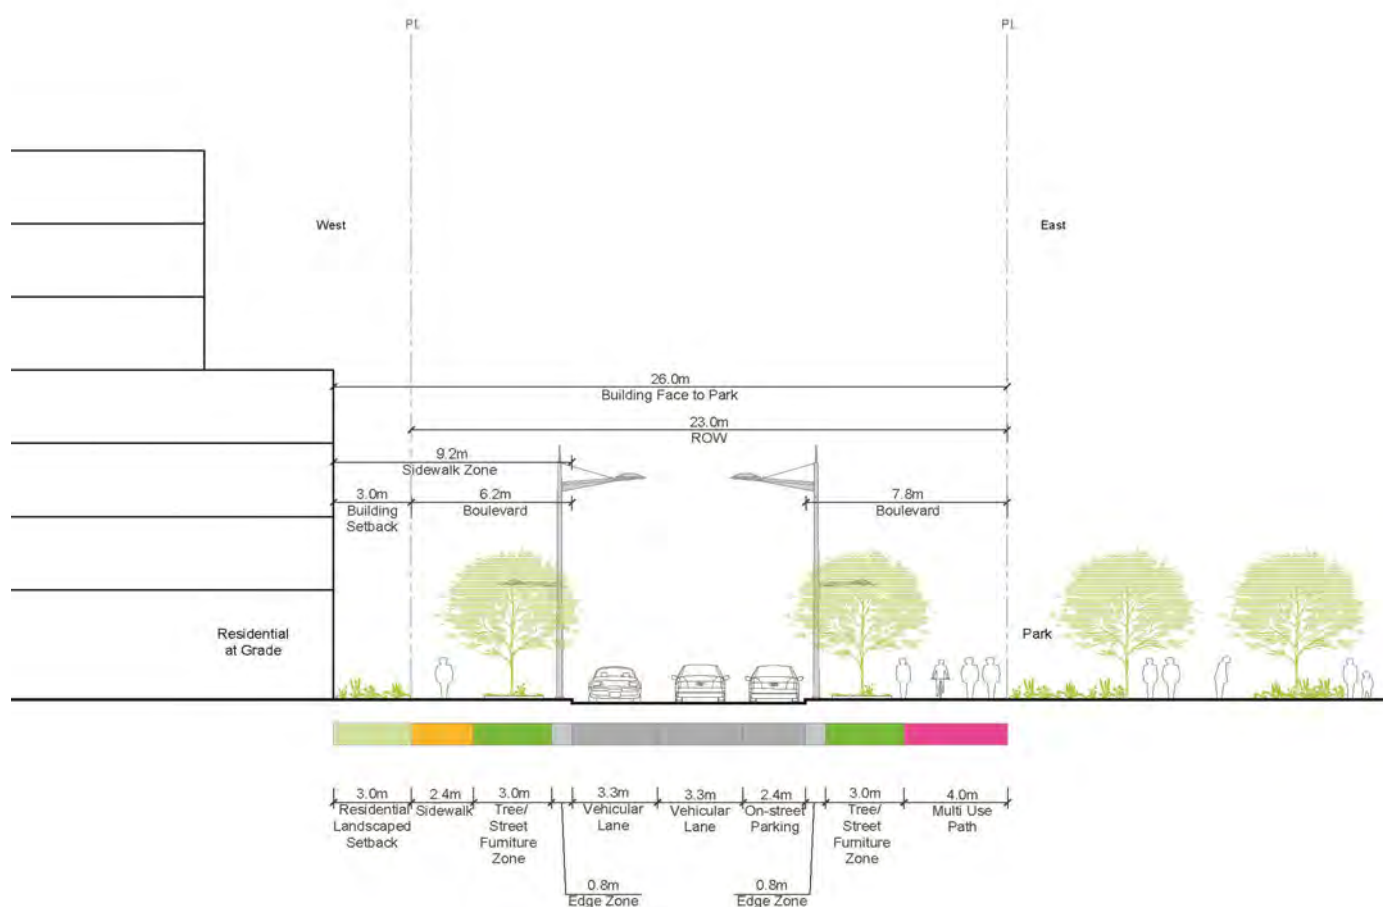 PL
PL
West
East
26.0m
Building Face to Park
23.0m
ROW
9.2m
Sidewalk Zone
3.0m
Building
Setback
6.2m
Boulevard
7.8m
Boulevard
Residential
at Grade
Park
3.0m
Residential
Landscaped
Setback
2.4m
Sidewalk
3.0m
Tree/
Street
Furniture
Zone
3.3m
Vehicular
Lane
3.3m
Vehicular
Lane
2.4m
On-street
Parking
3.0m
Tree/
Street
Furniture
Zone
4.0m
Multi Use
Path
0.8m
Edge Zone
0.8m
Edge Zone